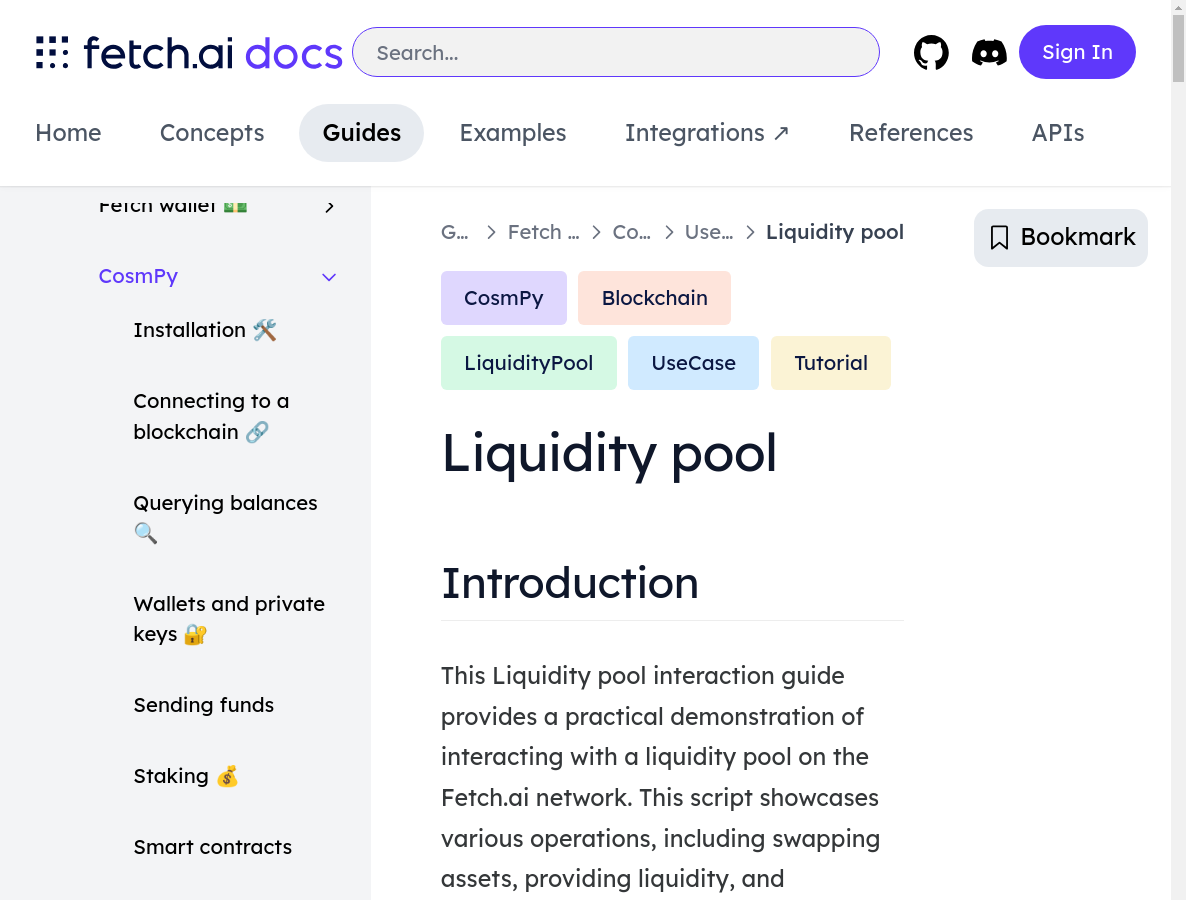 fetch.ai docs
Search...
Sign In
Home
Concepts
Guides
Examples
Integrations ↗
References
APIs
Fetch wallet 💵
CosmPy
Installation 🛠️
Connecting to a
blockchain 🔗
Querying balances
🔍
Wallets and private
keys 🔐
Sending funds
Staking 💰
Smart contracts
G... > Fetch ... > Co... > Use... > Liquidity pool
Bookmark
CosmPy
Blockchain
LiquidityPool
UseCase
Tutorial
Liquidity pool
Introduction
This Liquidity pool interaction guide
provides a practical demonstration of
interacting with a liquidity pool on the
Fetch.ai network. This script showcases
various operations, including swapping
assets, providing liquidity, and